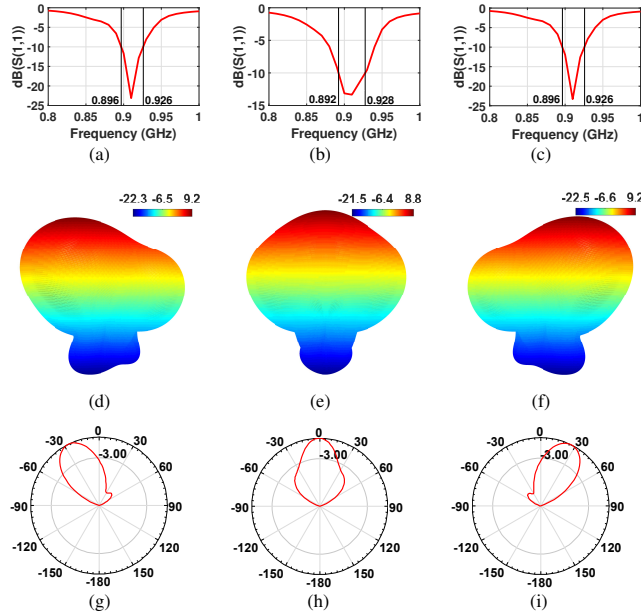 0
-5
-10
-15
-20
-25
dB(S(1,1))
0.896
0.926
0.8 0.85 0.9 0.95 1
Frequency (GHz)
(a)
0
-5
-10
-15
dB(S(1,1))
0.892
0.928
0.8 0.85 0.9 0.95 1
Frequency (GHz)
(b)
0
-5
-10
-15
-20
-25
dB(S(1,1))
0.896
0.926
0.8 0.85 0.9 0.95 1
Frequency (GHz)
(c)
-22.3 -6.5 9.2
(d)
-21.5 -6.4 8.8
(e)
-22.5 -6.6 9.2
(f)
0
-30 30
-3.00
-60 60
-90 90
-120 120
-150 150
-180
(g)
0
-30 30
-3.00
-60 60
-90 90
-120 120
-150 150
-180
(h)
0
-30 30
-3.00
-60 60
-90 90
-120 120
-150 150
-180
(i)